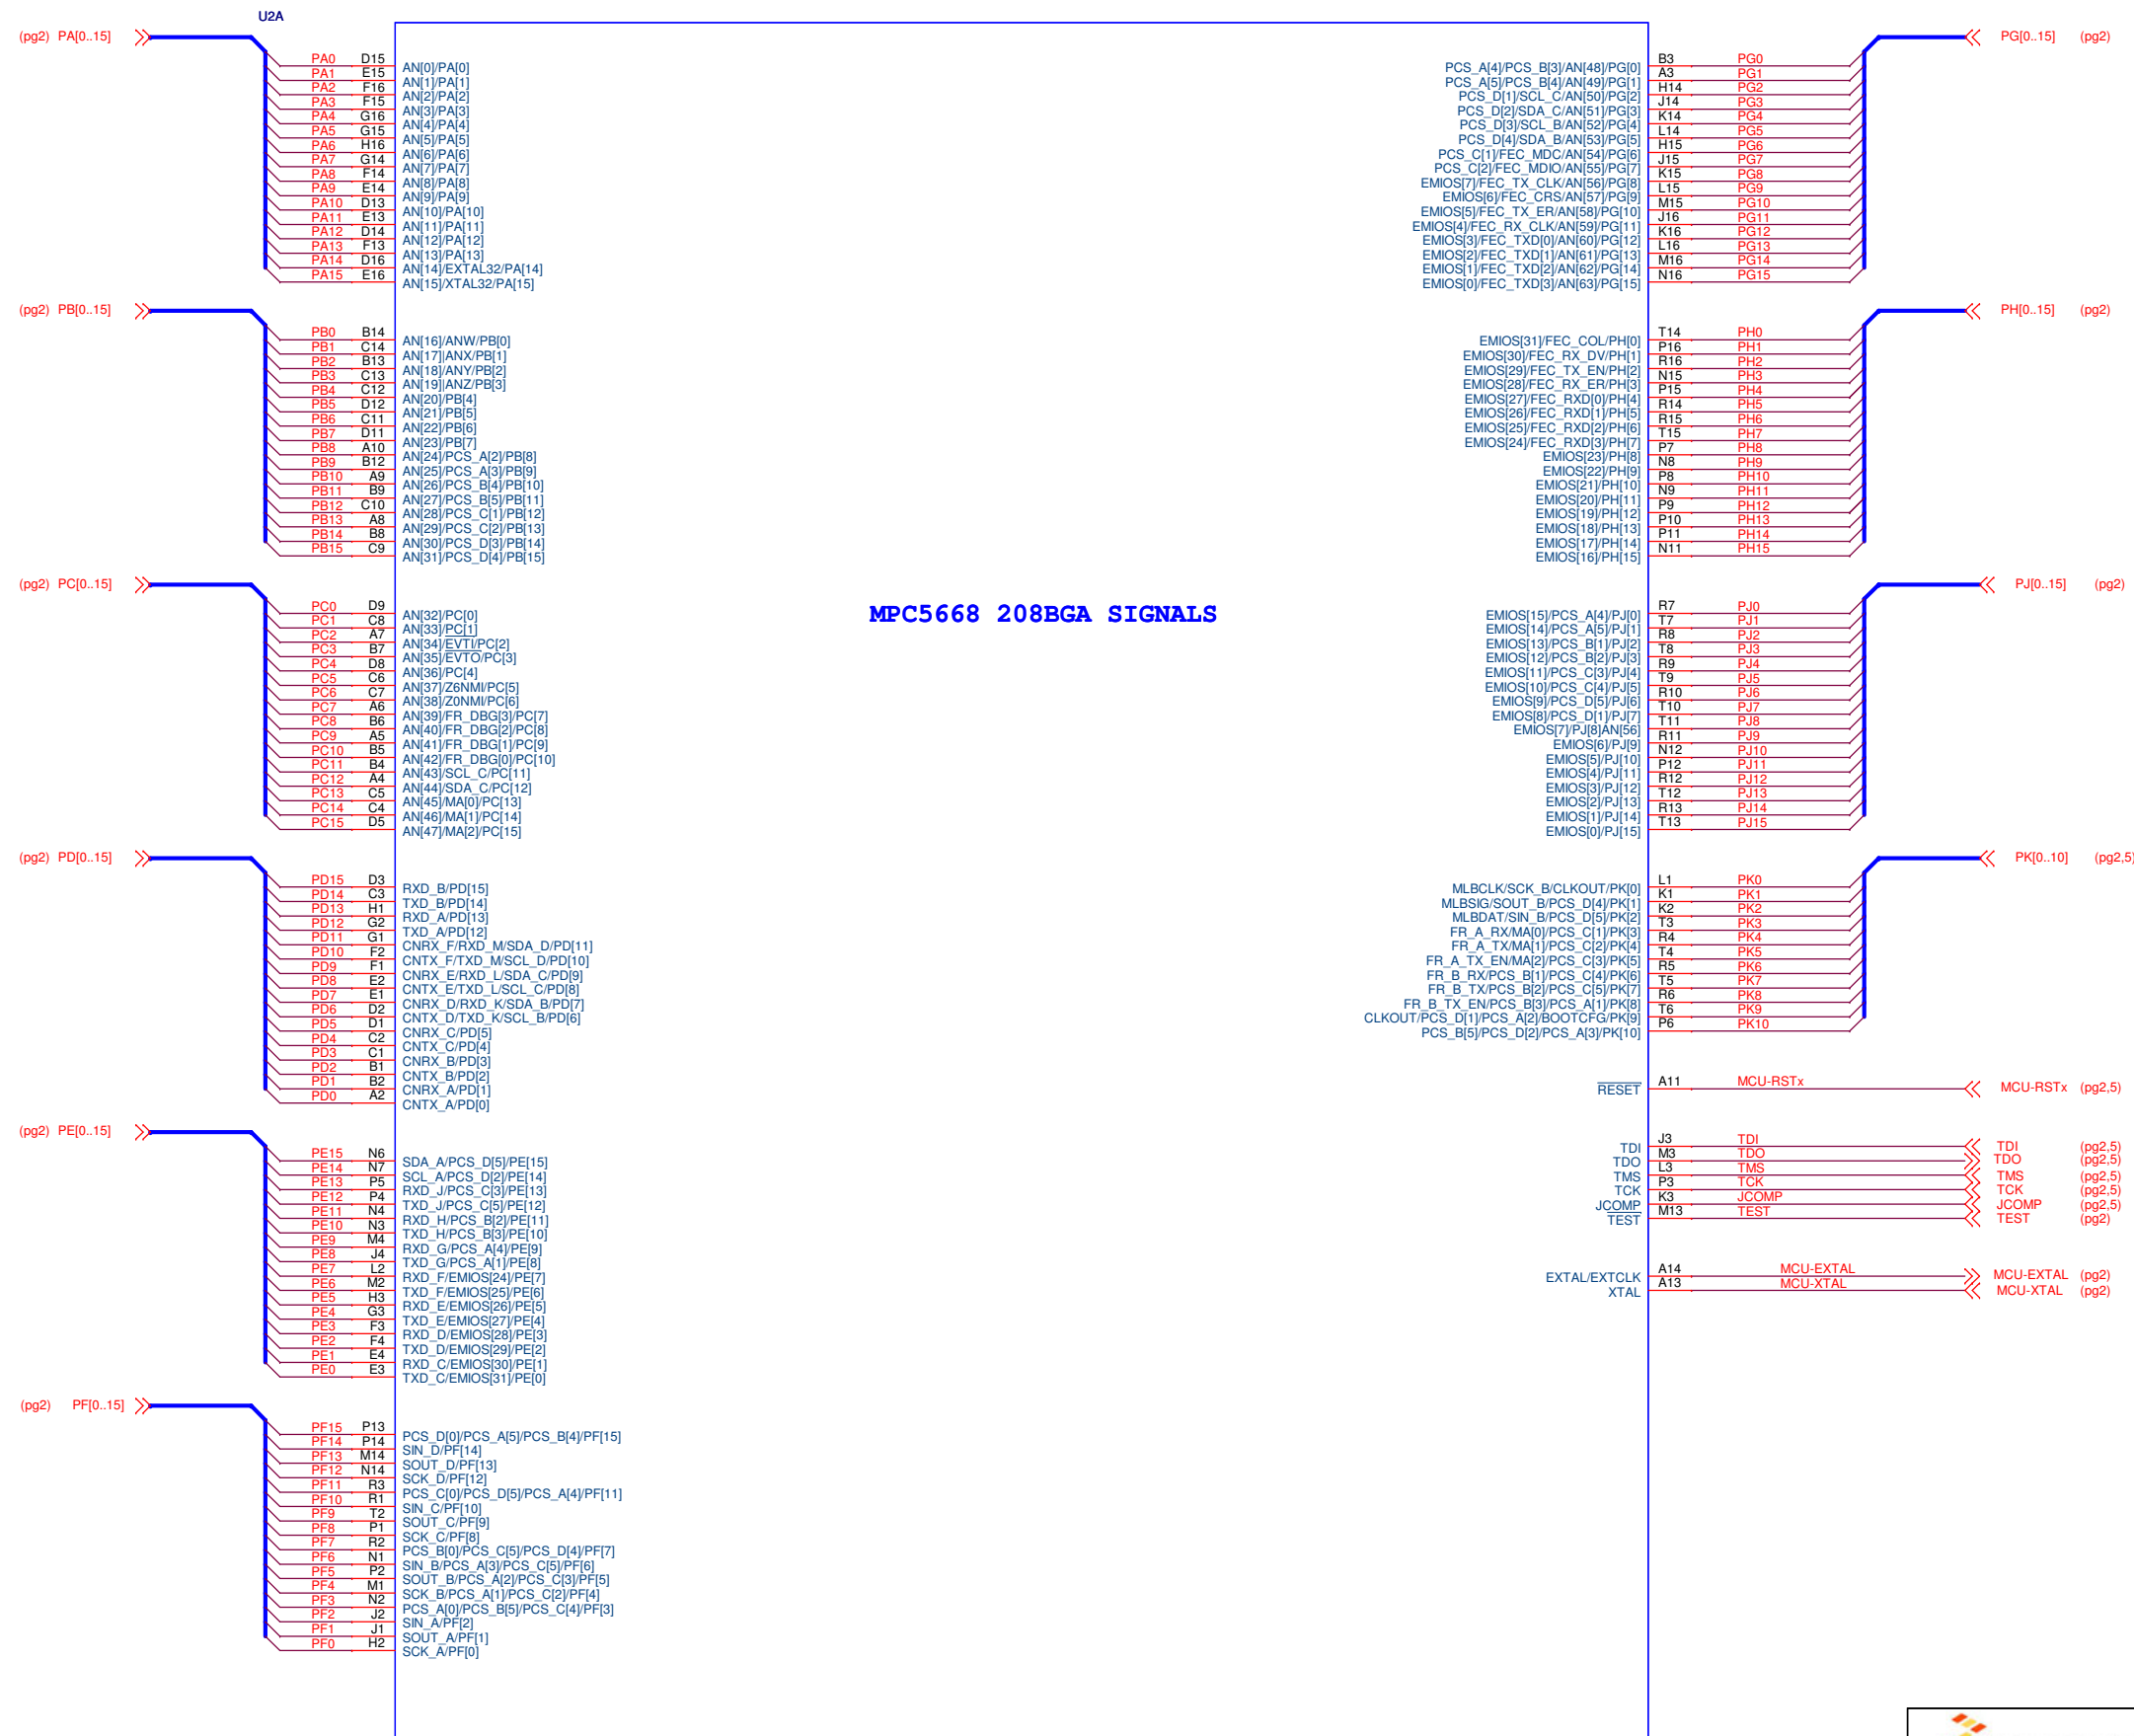 U2A
(pg2) PA[0..15]
PA0 D15 AN[0]/PA[0]
PA1 E15 AN[1]/PA[1]
PA2 F16 AN[2]/PA[2]
PA3 F15 AN[3]/PA[3]
PA4 G16 AN[4]/PA[4]
PA5 G15 AN[5]/PA[5]
PA6 H16 AN[6]/PA[6]
PA7 G14 AN[7]/PA[7]
PA8 F14 AN[8]/PA[8]
PA9 E14 AN[9]/PA[9]
PA10 D13 AN[10]/PA[10]
PA11 E13 AN[11]/PA[11]
PA12 D14 AN[12]/PA[12]
PA13 F13 AN[13]/PA[13]
PA14 D16 AN[14]/EXTAL32/PA[14]
PA15 E16 AN[15]/XTAL32/PA[15]
(pg2) PB[0..15]
PB0 B14 AN[16]/ANW/PB[0]
PB1 C14 AN[17]|ANX/PB[1]
PB2 B13 AN[18]/ANY/PB[2]
PB3 C13 AN[19]|ANZ/PB[3]
PB4 C12 AN[20]/PB[4]
PB5 D12 AN[21]/PB[5]
PB6 C11 AN[22]/PB[6]
PB7 D11 AN[23]/PB[7]
PB8 A10 AN[24]/PCS_A[2]/PB[8]
PB9 B12 AN[25]/PCS_A[3]/PB[9]
PB10 A9 AN[26]/PCS_B[4]/PB[10]
PB11 B9 AN[27]/PCS_B[5]/PB[11]
PB12 C10 AN[28]/PCS_C[1]/PB[12]
PB13 A8 AN[29]/PCS_C[2]/PB[13]
PB14 B8 AN[30]/PCS_D[3]/PB[14]
PB15 C9 AN[31]/PCS_D[4]/PB[15]
(pg2) PC[0..15]
PC0 D9 AN[32]/PC[0]
PC1 C8 AN[33]/PC[1]
PC2 A7 AN[34]/EVTI/PC[2]
PC3 B7 AN[35]/EVTO/PC[3]
PC4 D8 AN[36]/PC[4]
PC5 C6 AN[37]/Z6NMI/PC[5]
PC6 C7 AN[38]/Z0NMI/PC[6]
PC7 A6 AN[39]/FR_DBG[3]/PC[7]
PC8 B6 AN[40]/FR_DBG[2]/PC[8]
PC9 A5 AN[41]/FR_DBG[1]/PC[9]
PC10 B5 AN[42]/FR_DBG[0]/PC[10]
PC11 B4 AN[43]/SCL_C/PC[11]
PC12 A4 AN[44]/SDA_C/PC[12]
PC13 C5 AN[45]/MA[0]/PC[13]
PC14 C4 AN[46]/MA[1]/PC[14]
PC15 D5 AN[47]/MA[2]/PC[15]
(pg2) PD[0..15]
PD15 D3 RXD_B/PD[15]
PD14 C3 TXD_B/PD[14]
PD13 H1 RXD_A/PD[13]
PD12 G2 TXD_A/PD[12]
PD11 G1 CNRX_F/RXD_M/SDA_D/PD[11]
PD10 F2 CNTX_F/TXD_M/SCL_D/PD[10]
PD9 F1 CNRX_E/RXD_L/SDA_C/PD[9]
PD8 E2 CNTX_E/TXD_L/SCL_C/PD[8]
PD7 E1 CNRX_D/RXD_K/SDA_B/PD[7]
PD6 D2 CNTX_D/TXD_K/SCL_B/PD[6]
PD5 D1 CNRX_C/PD[5]
PD4 C2 CNTX_C/PD[4]
PD3 C1 CNRX_B/PD[3]
PD2 B1 CNTX_B/PD[2]
PD1 B2 CNRX_A/PD[1]
PD0 A2 CNTX_A/PD[0]
(pg2) PE[0..15]
PE15 N6 SDA_A/PCS_D[5]/PE[15]
PE14 N7 SCL_A/PCS_D[2]/PE[14]
PE13 P5 RXD_J/PCS_C[3]/PE[13]
PE12 P4 TXD_J/PCS_C[5]/PE[12]
PE11 N4 RXD_H/PCS_B[2]/PE[11]
PE10 N3 TXD_H/PCS_B[3]/PE[10]
PE9 M4 RXD_G/PCS_A[4]/PE[9]
PE8 J4 TXD_G/PCS_A[1]/PE[8]
PE7 L2 RXD_F/EMIOS[24]/PE[7]
PE6 M2 TXD_F/EMIOS[25]/PE[6]
PE5 H3 RXD_E/EMIOS[26]/PE[5]
PE4 G3 TXD_E/EMIOS[27]/PE[4]
PE3 F3 RXD_D/EMIOS[28]/PE[3]
PE2 F4 TXD_D/EMIOS[29]/PE[2]
PE1 E4 RXD_C/EMIOS[30]/PE[1]
PE0 E3 TXD_C/EMIOS[31]/PE[0]
(pg2) PF[0..15]
PF15 P13 PCS_D[0]/PCS_A[5]/PCS_B[4]/PF[15]
PF14 P14 SIN_D/PF[14]
PF13 M14 SOUT_D/PF[13]
PF12 N14 SCK_D/PF[12]
PF11 R3 PCS_C[0]/PCS_D[5]/PCS_A[4]/PF[11]
PF10 R1 SIN_C/PF[10]
PF9 T2 SOUT_C/PF[9]
PF8 P1 SCK_C/PF[8]
PF7 R2 PCS_B[0]/PCS_C[5]/PCS_D[4]/PF[7]
PF6 N1 SIN_B/PCS_A[3]/PCS_C[5]/PF[6]
PF5 P2 SOUT_B/PCS_A[2]/PCS_C[3]/PF[5]
PF4 M1 SCK_B/PCS_A[1]/PCS_C[2]/PF[4]
PF3 N2 PCS_A[0]/PCS_B[5]/PCS_C[4]/PF[3]
PF2 J2 SIN_A/PF[2]
PF1 J1 SOUT_A/PF[1]
PF0 H2 SCK_A/PF[0]
MPC5668 208BGA SIGNALS
PG[0..15] (pg2)
PCS_A[4]/PCS_B[3]/AN[48]/PG[0] B3 PG0
PCS_A[5]/PCS_B[4]/AN[49]/PG[1] A3 PG1
PCS_D[1]/SCL_C/AN[50]/PG[2] H14 PG2
PCS_D[2]/SDA_C/AN[51]/PG[3] J14 PG3
PCS_D[3]/SCL_B/AN[52]/PG[4] K14 PG4
PCS_D[4]/SDA_B/AN[53]/PG[5] L14 PG5
PCS_C[1]/FEC_MDC/AN[54]/PG[6] H15 PG6
PCS_C[2]/FEC_MDIO/AN[55]/PG[7] J15 PG7
EMIOS[7]/FEC_TX_CLK/AN[56]/PG[8] K15 PG8
EMIOS[6]/FEC_CRS/AN[57]/PG[9] L15 PG9
EMIOS[5]/FEC_TX_ER/AN[58]/PG[10] M15 PG10
EMIOS[4]/FEC_RX_CLK/AN[59]/PG[11] J16 PG11
EMIOS[3]/FEC_TXD[0]/AN[60]/PG[12] K16 PG12
EMIOS[2]/FEC_TXD[1]/AN[61]/PG[13] L16 PG13
EMIOS[1]/FEC_TXD[2]/AN[62]/PG[14] M16 PG14
EMIOS[0]/FEC_TXD[3]/AN[63]/PG[15] N16 PG15
PH[0..15] (pg2)
EMIOS[31]/FEC_COL/PH[0] T14 PH0
EMIOS[30]/FEC_RX_DV/PH[1] P16 PH1
EMIOS[29]/FEC_TX_EN/PH[2] R16 PH2
EMIOS[28]/FEC_RX_ER/PH[3] N15 PH3
EMIOS[27]/FEC_RXD[0]/PH[4] P15 PH4
EMIOS[26]/FEC_RXD[1]/PH[5] R14 PH5
EMIOS[25]/FEC_RXD[2]/PH[6] R15 PH6
EMIOS[24]/FEC_RXD[3]/PH[7] T15 PH7
EMIOS[23]/PH[8] P7 PH8
EMIOS[22]/PH[9] N8 PH9
EMIOS[21]/PH[10] P8 PH10
EMIOS[20]/PH[11] N9 PH11
EMIOS[19]/PH[12] P9 PH12
EMIOS[18]/PH[13] P10 PH13
EMIOS[17]/PH[14] P11 PH14
EMIOS[16]/PH[15] N11 PH15
PJ[0..15] (pg2)
EMIOS[15]/PCS_A[4]/PJ[0] R7 PJ0
EMIOS[14]/PCS_A[5]/PJ[1] T7 PJ1
EMIOS[13]/PCS_B[1]/PJ[2] R8 PJ2
EMIOS[12]/PCS_B[2]/PJ[3] T8 PJ3
EMIOS[11]/PCS_C[3]/PJ[4] R9 PJ4
EMIOS[10]/PCS_C[4]/PJ[5] T9 PJ5
EMIOS[9]/PCS_D[5]/PJ[6] R10 PJ6
EMIOS[8]/PCS_D[1]/PJ[7] T10 PJ7
EMIOS[7]/PJ[8]AN[56] T11 PJ8
EMIOS[6]/PJ[9] R11 PJ9
EMIOS[5]/PJ[10] N12 PJ10
EMIOS[4]/PJ[11] P12 PJ11
EMIOS[3]/PJ[12] R12 PJ12
EMIOS[2]/PJ[13] T12 PJ13
EMIOS[1]/PJ[14] R13 PJ14
EMIOS[0]/PJ[15] T13 PJ15
PK[0..10] (pg2,5)
MLBCLK/SCK_B/CLKOUT/PK[0] L1 PK0
MLBSIG/SOUT_B/PCS_D[4]/PK[1] K1 PK1
MLBDAT/SIN_B/PCS_D[5]/PK[2] K2 PK2
FR_A_RX/MA[0]/PCS_C[1]/PK[3] T3 PK3
FR_A_TX/MA[1]/PCS_C[2]/PK[4] R4 PK4
FR_A_TX_EN/MA[2]/PCS_C[3]/PK[5] T4 PK5
FR_B_RX/PCS_B[1]/PCS_C[4]/PK[6] R5 PK6
FR_B_TX/PCS_B[2]/PCS_C[5]/PK[7] T5 PK7
FR_B_TX_EN/PCS_B[3]/PCS_A[1]/PK[8] R6 PK8
CLKOUT/PCS_D[1]/PCS_A[2]/BOOTCFG/PK[9] T6 PK9
PCS_B[5]/PCS_D[2]/PCS_A[3]/PK[10] P6 PK10
RESET A11 MCU-RSTx MCU-RSTx (pg2,5)
TDI J3 TDI TDI (pg2,5)
TDO M3 TDO TDO (pg2,5)
TMS L3 TMS TMS (pg2,5)
TCK P3 TCK TCK (pg2,5)
JCOMP K3 JCOMP JCOMP (pg2,5)
TEST M13 TEST TEST (pg2)
EXTAL/EXTCLK A14 MCU-EXTAL MCU-EXTAL (pg2)
XTAL A13 MCU-XTAL MCU-XTAL (pg2)